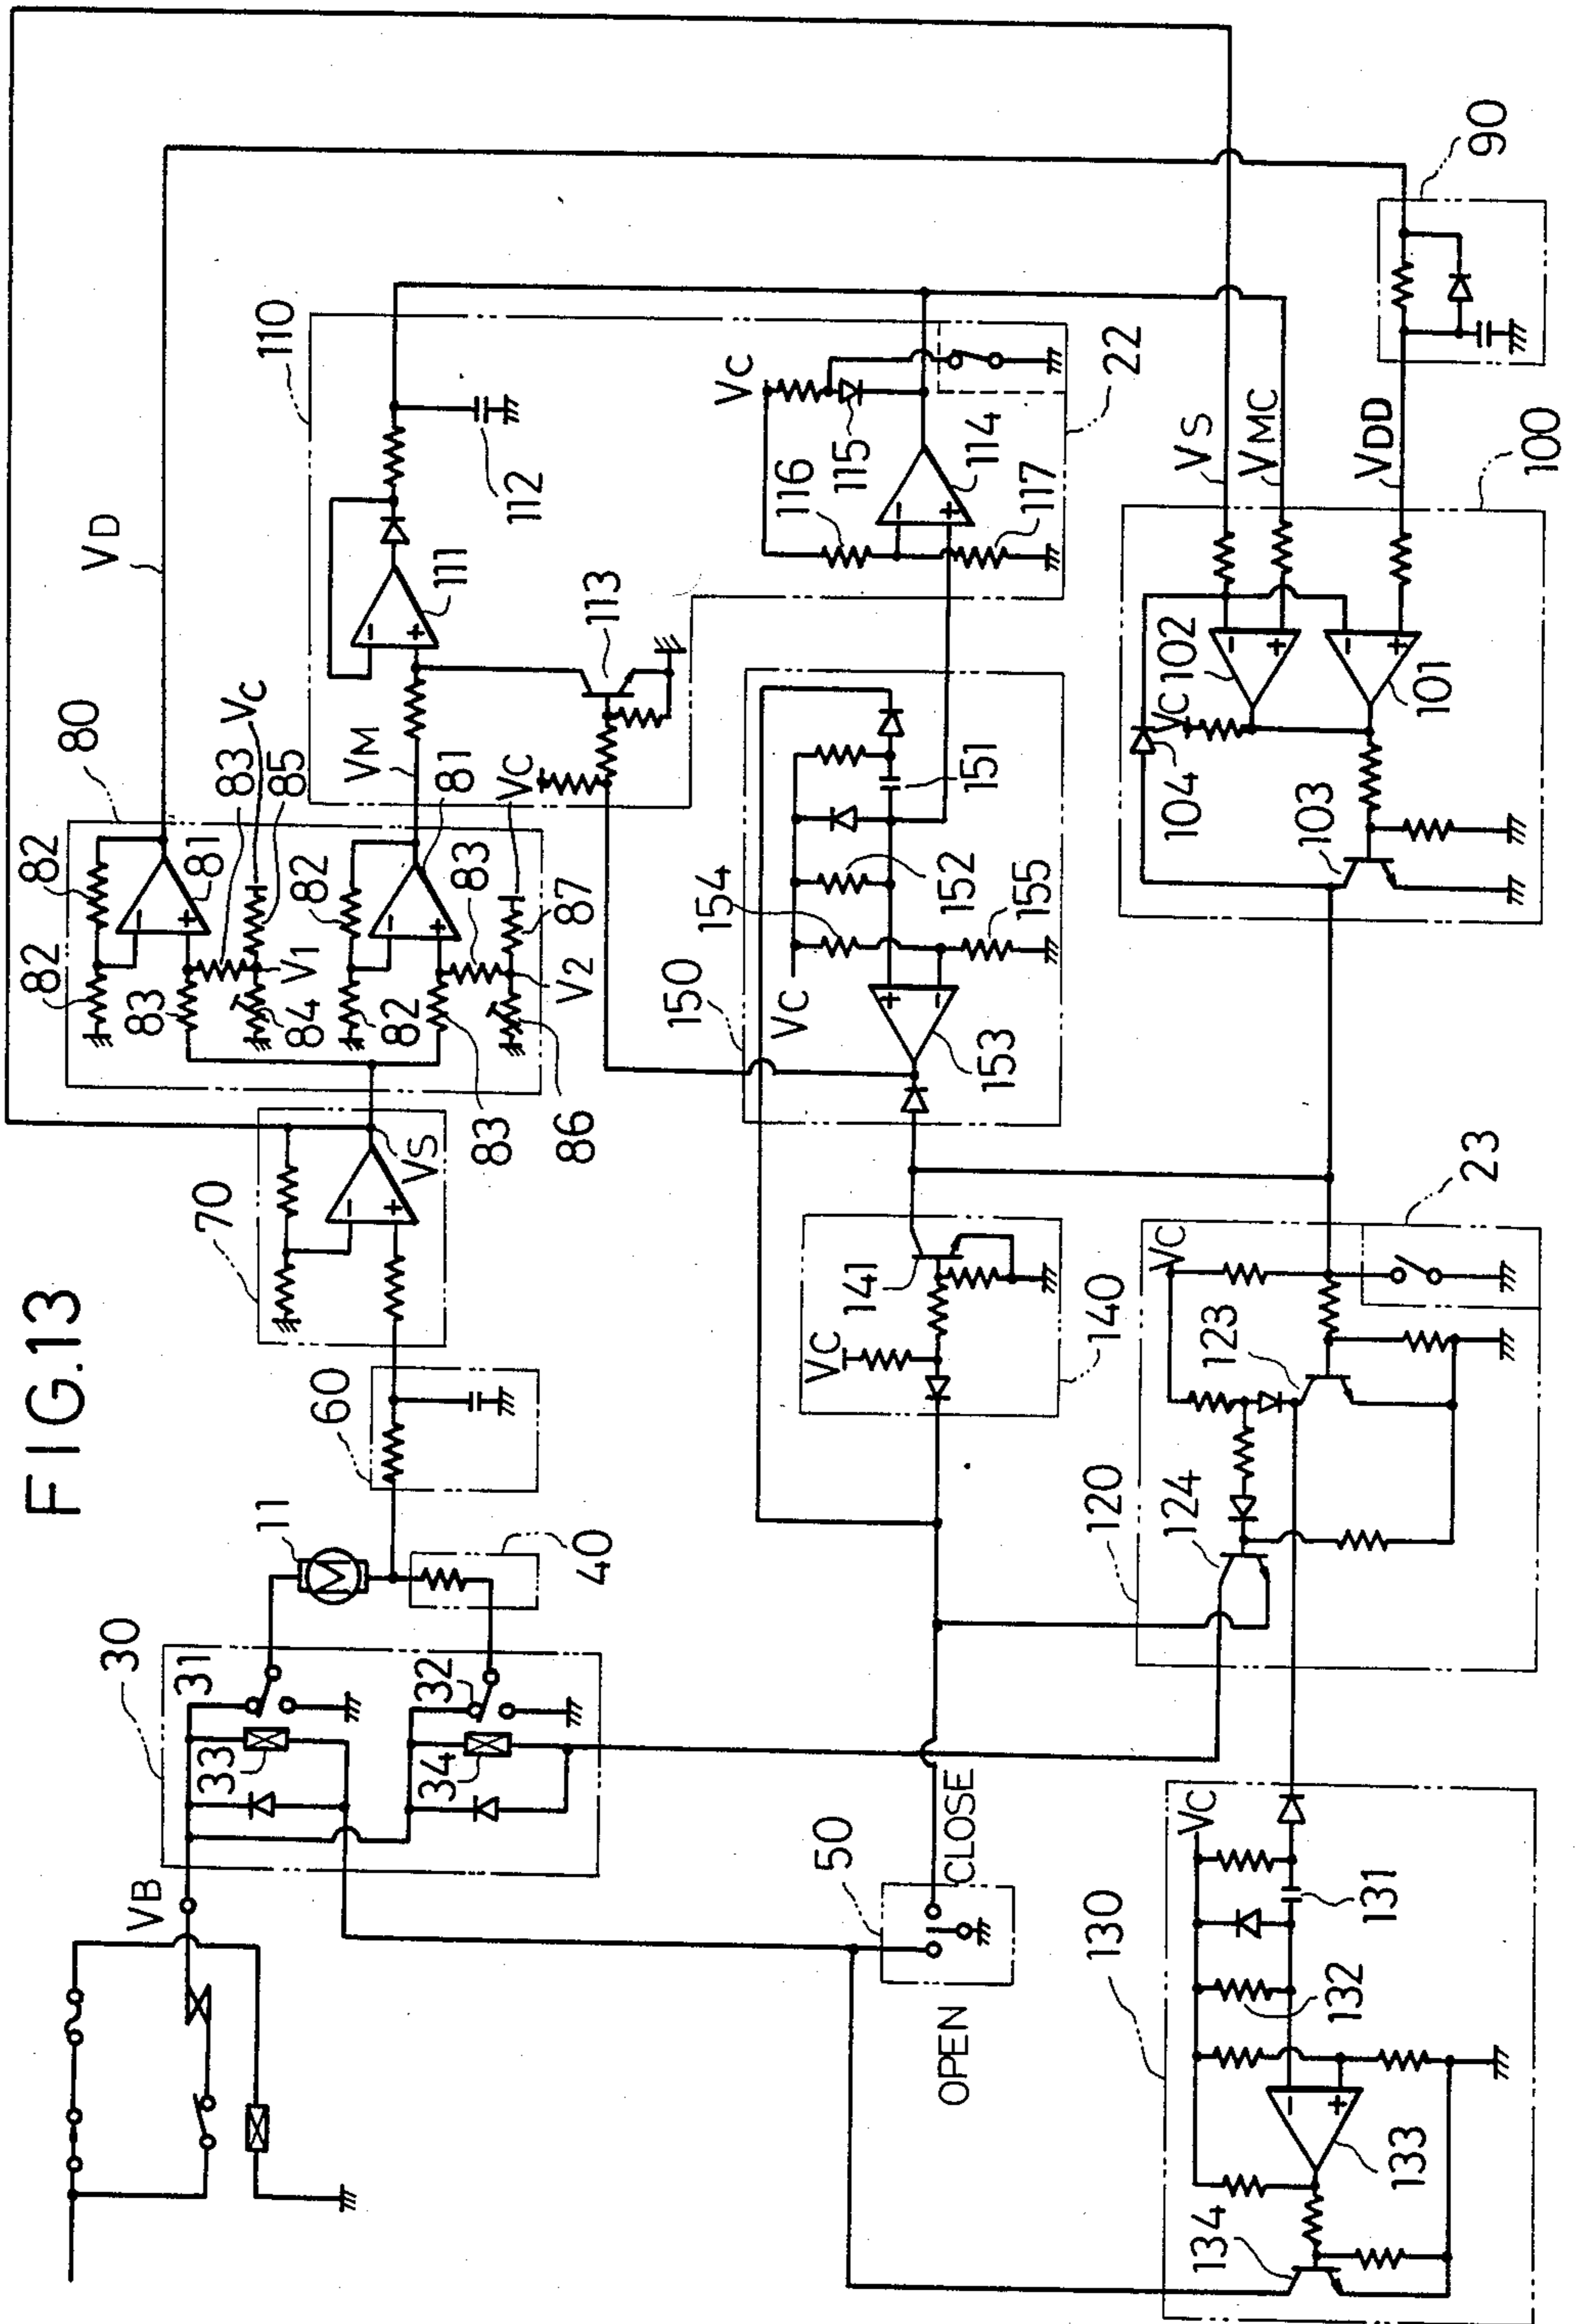 FIG.13
VB
30
31
33
32
34
11
40
60
70
VS
80
82
82
81
83
83
VC
V1
84
85
82
82
81
83
83
V2
86
87
VD
VM
VC
110
111
112
113
VC
116
115
114
117
22
50
OPEN
CLOSE
VC
141
140
150
VC
154
151
152
155
153
120
124
123
VC
23
130
VC
131
132
133
134
VS
VMC
VDD
90
100
VC
102
101
104
103